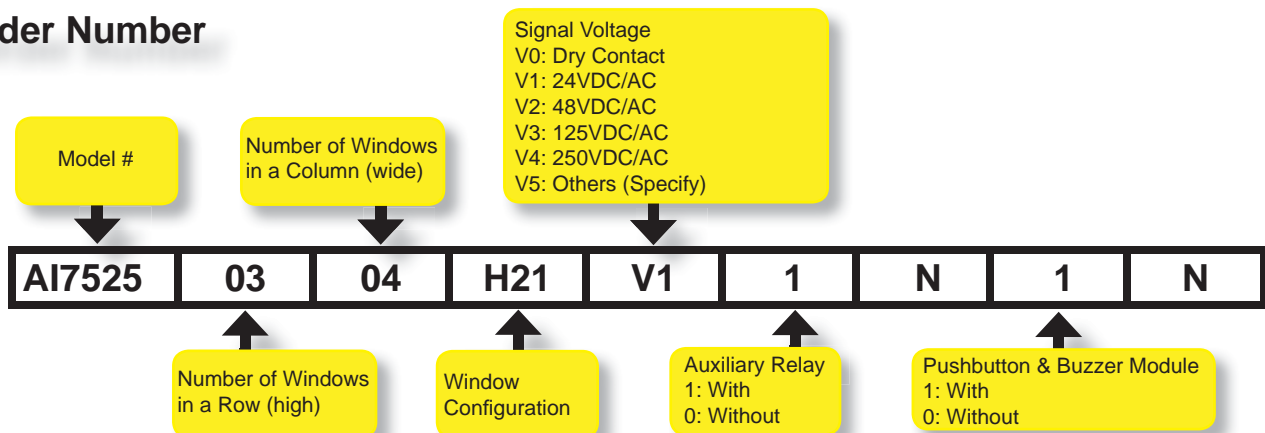 der Number
Signal Voltage
V0: Dry Contact
V1: 24VDC/AC
V2: 48VDC/AC
V3: 125VDC/AC
V4: 250VDC/AC
V5: Others (Specify)
Model #
Number of Windows
in a Column (wide)
AI7525 03 04 H21 V1 1 N 1 N
Number of Windows
in a Row (high)
Window
Configuration
Auxiliary Relay
1: With
0: Without
Pushbutton & Buzzer Module
1: With
0: Without